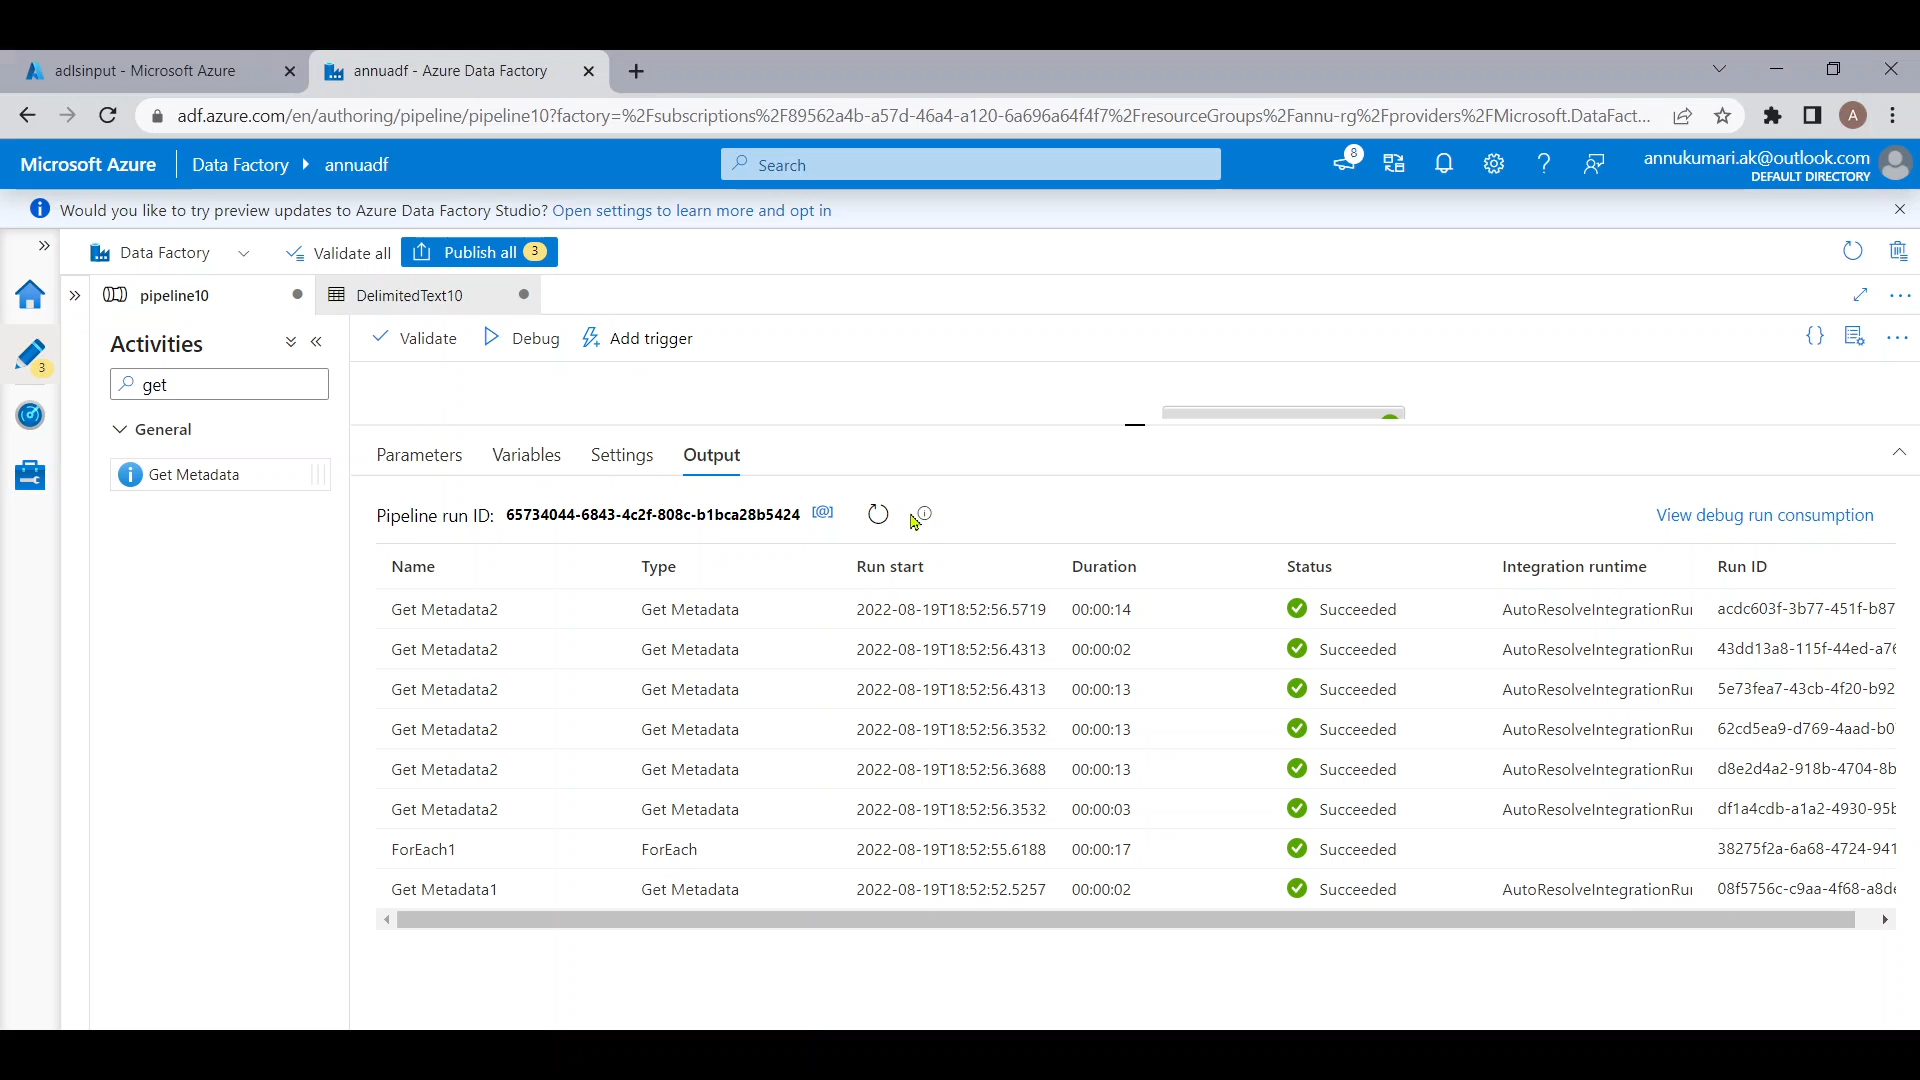 adlsinput - Microsoft Azure
annuadf - Azure Data Factory
adf.azure.com/en/authoring/pipeline/pipeline10?factory=%2Fsubscriptions%2F89562a4b-a57d-46a4-a120-6a696a64f4f7%2FresourceGroups%2Fannu-rg%2Fproviders%2FMicrosoft.DataFact...
A
Microsoft Azure
Data Factory
annuadf
Search
8
annukumari.ak@outlook.com
DEFAULT DIRECTORY
Would you like to try preview updates to Azure Data Factory Studio? Open settings to learn more and opt in
Data Factory
Validate all
Publish all 3
pipeline10
DelimitedText10
3
Activities
get
General
Get Metadata
Validate
Debug
Add trigger
Parameters Variables Settings Output
Pipeline run ID: 65734044-6843-4c2f-808c-b1bca28b5424
View debug run consumption
Name Type Run start Duration Status Integration runtime Run ID
Get Metadata2 Get Metadata 2022-08-19T18:52:56.5719 00:00:14 Succeeded AutoResolveIntegrationRu acdc603f-3b77-451f-b87
Get Metadata2 Get Metadata 2022-08-19T18:52:56.4313 00:00:02 Succeeded AutoResolveIntegrationRu 43dd13a8-115f-44ed-a76
Get Metadata2 Get Metadata 2022-08-19T18:52:56.4313 00:00:13 Succeeded AutoResolveIntegrationRu 5e73fea7-43cb-4f20-b92
Get Metadata2 Get Metadata 2022-08-19T18:52:56.3532 00:00:13 Succeeded AutoResolveIntegrationRu 62cd5ea9-d769-4aad-b0
Get Metadata2 Get Metadata 2022-08-19T18:52:56.3688 00:00:13 Succeeded AutoResolveIntegrationRu d8e2d4a2-918b-4704-8b
Get Metadata2 Get Metadata 2022-08-19T18:52:56.3532 00:00:03 Succeeded AutoResolveIntegrationRu df1a4cdb-a1a2-4930-95b
ForEach1 ForEach 2022-08-19T18:52:55.6188 00:00:17 Succeeded 38275f2a-6a68-4724-941
Get Metadata1 Get Metadata 2022-08-19T18:52:52.5257 00:00:02 Succeeded AutoResolveIntegrationRu 08f5756c-c9aa-4f68-a8de